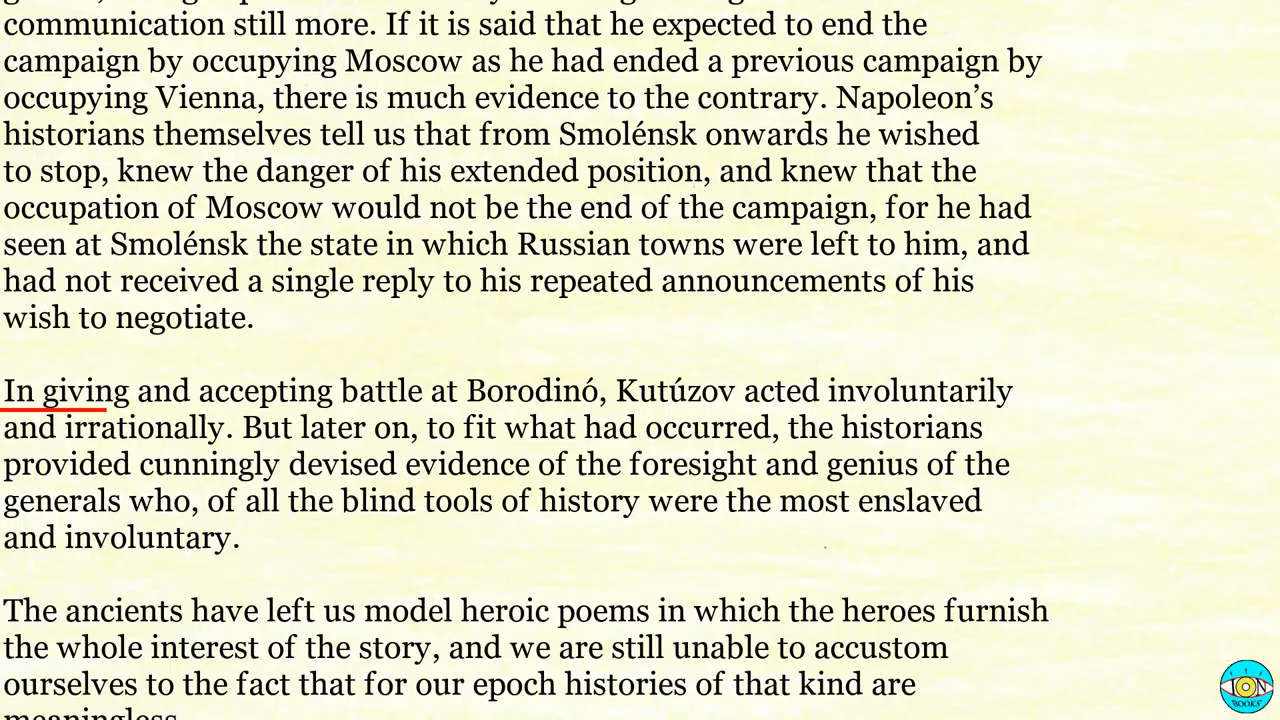 communication still more. If it is said that he expected to end the
campaign by occupying Moscow as he had ended a previous campaign by
occupying Vienna, there is much evidence to the contrary. Napoleon’s
historians themselves tell us that from Smolénsk onwards he wished
to stop, knew the danger of his extended position, and knew that the
occupation of Moscow would not be the end of the campaign, for he had
seen at Smolénsk the state in which Russian towns were left to him, and
had not received a single reply to his repeated announcements of his
wish to negotiate.
In giving and accepting battle at Borodinó, Kutúzov acted involuntarily
and irrationally. But later on, to fit what had occurred, the historians
provided cunningly devised evidence of the foresight and genius of the
generals who, of all the blind tools of history were the most enslaved
and involuntary.
The ancients have left us model heroic poems in which the heroes furnish
the whole interest of the story, and we are still unable to accustom
ourselves to the fact that for our epoch histories of that kind are
meaningless.
ION
BOOKS